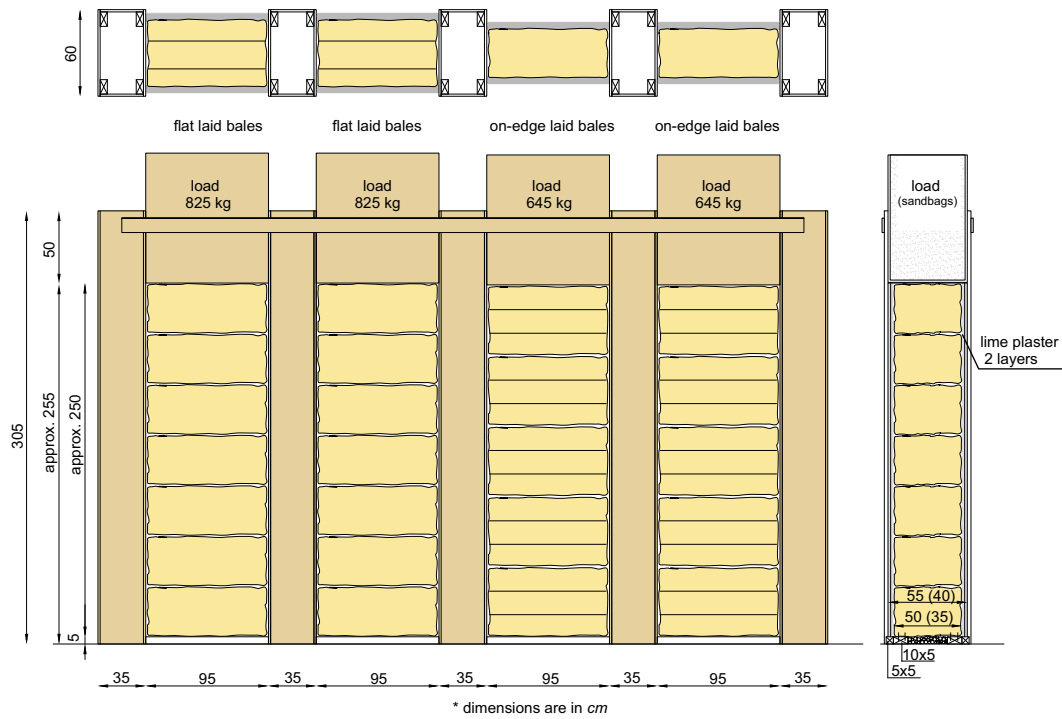 60
flat laid bales
flat laid bales
on-edge laid bales
on-edge laid bales
load
825 kg
load
825 kg
load
645 kg
load
645 kg
load
(sandbags)
50
305
approx. 255
approx. 250
5
lime plaster
2 layers
55 (40)
50 (35)
10x5
5x5
35
95
35
95
35
95
35
95
35
* dimensions are in cm